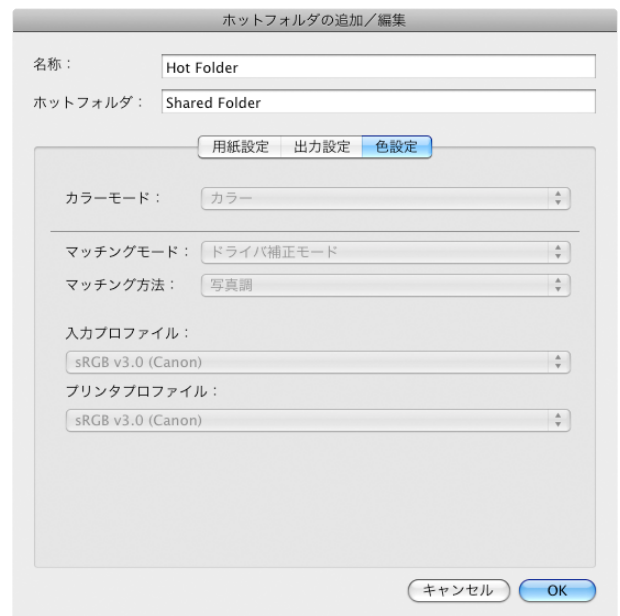 ホットフォルダの追加／編集
名称： Hot Folder
ホットフォルダ： Shared Folder
用紙設定 出力設定 色設定
カラーモード： カラー
マッチングモード： ドライバ補正モード
マッチング方法： 写真調
入力プロファイル：
sRGB v3.0 (Canon)
プリンタプロファイル：
sRGB v3.0 (Canon)
キャンセル OK